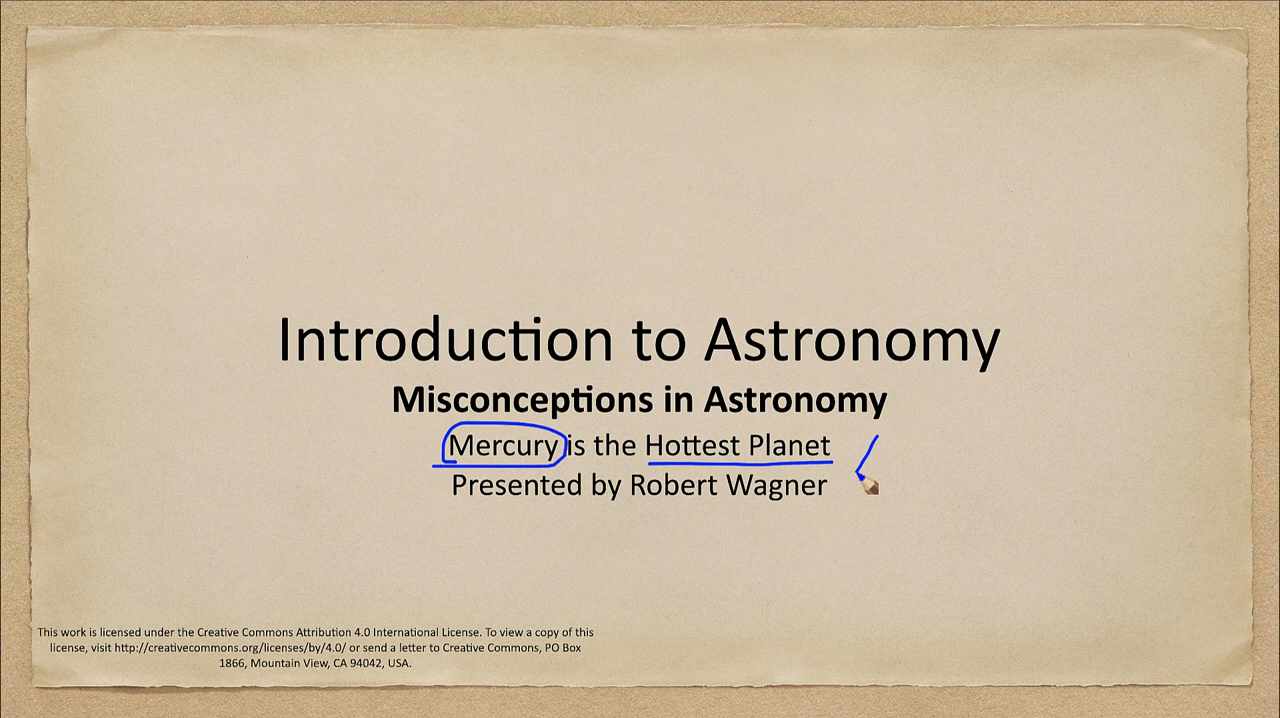 Introduction to Astronomy
Misconceptions in Astronomy
Mercury is the Hottest Planet
Presented by Robert Wagner
This work is licensed under the Creative Commons Attribution 4.0 International License. To view a copy of this
license, visit http://creativecommons.org/licenses/by/4.0/ or send a letter to Creative Commons, PO Box
1866, Mountain View, CA 94042, USA.